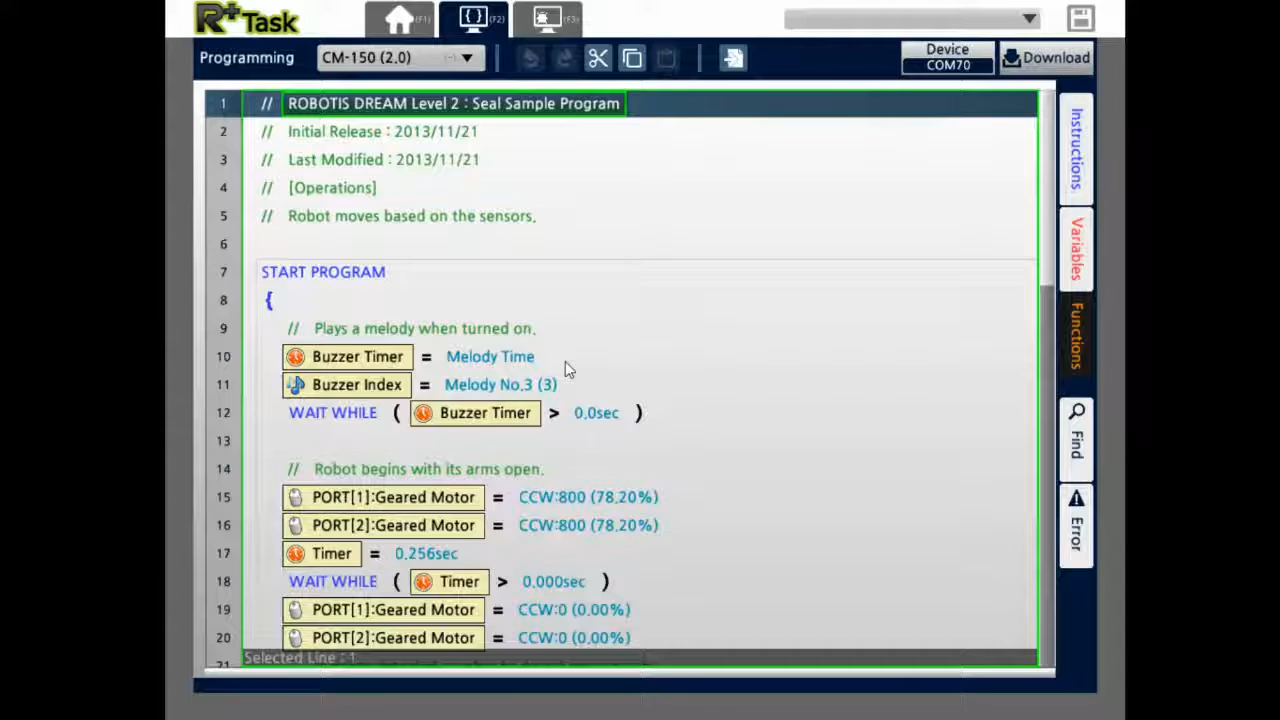 R+Task
(F1)
{ } (F2)
(F3)
Programming
CM-150 (2.0)
Device
COM70
Download
1 // ROBOTIS DREAM Level 2 : Seal Sample Program
2 // Initial Release : 2013/11/21
3 // Last Modified : 2013/11/21
4 // [Operations]
5 // Robot moves based on the sensors.
6
7 START PROGRAM
8 {
9 // Plays a melody when turned on.
10 Buzzer Timer = Melody Time
11 Buzzer Index = Melody No.3 (3)
12 WAIT WHILE ( Buzzer Timer > 0.0sec )
13
14 // Robot begins with its arms open.
15 PORT[1]:Geared Motor = CCW:800 (78.20%)
16 PORT[2]:Geared Motor = CCW:800 (78.20%)
17 Timer = 0.256sec
18 WAIT WHILE ( Timer > 0.000sec )
19 PORT[1]:Geared Motor = CCW:0 (0.00%)
20 PORT[2]:Geared Motor = CCW:0 (0.00%)
21
Selected Line : 1
Instructions
Variables
Functions
Find
Error